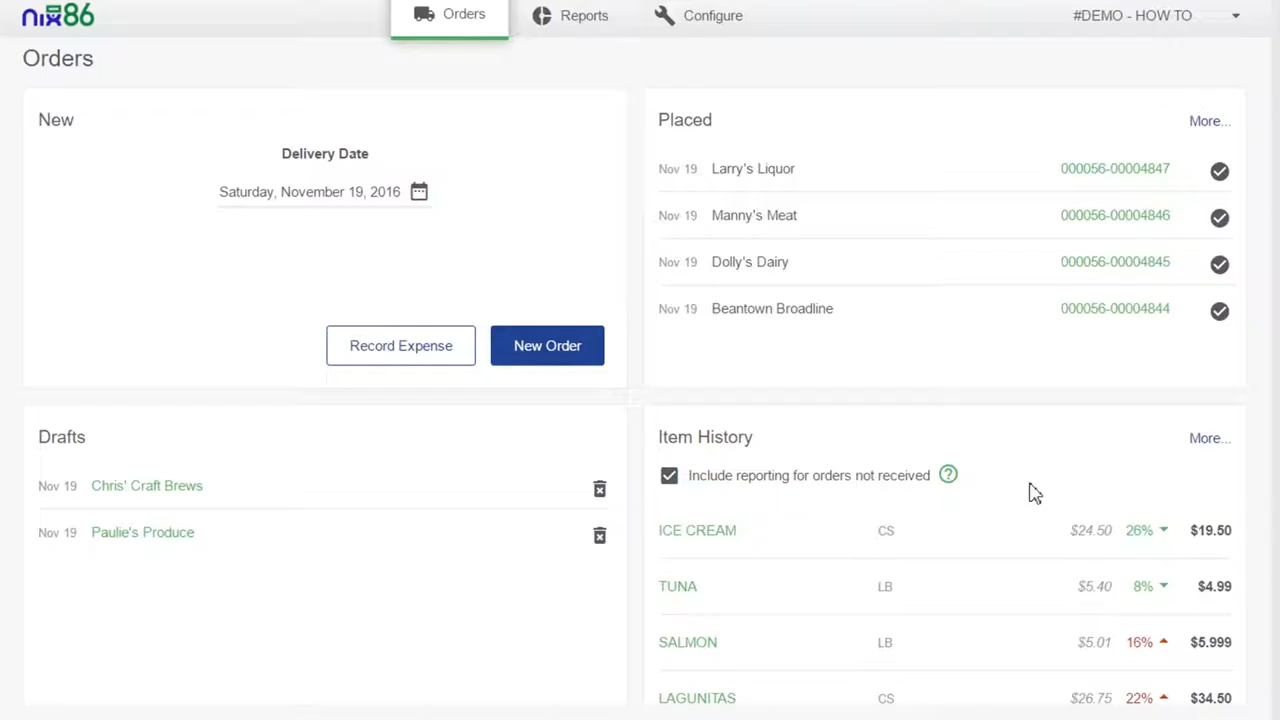 nix86
Orders
Reports
Configure
#DEMO - HOW TO
Orders
New
Delivery Date
Saturday, November 19, 2016
Record Expense
New Order
Placed
More...
Nov 19 Larry's Liquor 000056-00004847
Nov 19 Manny's Meat 000056-00004846
Nov 19 Dolly's Dairy 000056-00004845
Nov 19 Beantown Broadline 000056-00004844
Drafts
Nov 19 Chris' Craft Brews
Nov 19 Paulie's Produce
Item History
More...
Include reporting for orders not received ?
ICE CREAM CS $24.50 26% $19.50
TUNA LB $5.40 8% $4.99
SALMON LB $5.01 16% $5.999
LAGUNITAS CS $26.75 22% $34.50